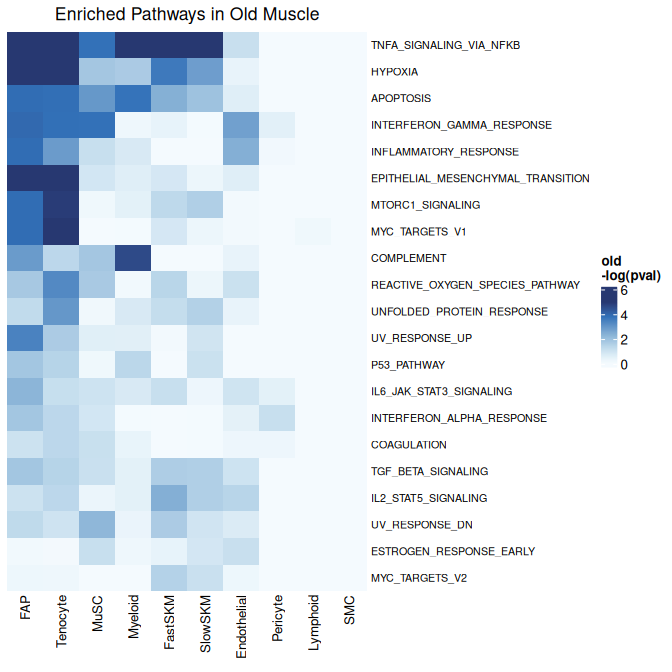 Enriched Pathways in Old Muscle
TNFA_SIGNALING_VIA_NFKB
HYPOXIA
APOPTOSIS
INTERFERON_GAMMA_RESPONSE
INFLAMMATORY_RESPONSE
EPITHELIAL_MESENCHYMAL_TRANSITION
MTORC1_SIGNALING
MYC_TARGETS_V1
COMPLEMENT
REACTIVE_OXYGEN_SPECIES_PATHWAY
UNFOLDED_PROTEIN_RESPONSE
UV_RESPONSE_UP
P53_PATHWAY
IL6_JAK_STAT3_SIGNALING
INTERFERON_ALPHA_RESPONSE
COAGULATION
TGF_BETA_SIGNALING
IL2_STAT5_SIGNALING
UV_RESPONSE_DN
ESTROGEN_RESPONSE_EARLY
MYC_TARGETS_V2
old
-log(pval)
6
4
2
0
FAP
Tenocyte
MuSC
Myeloid
FastSKM
SlowSKM
Endothelial
Pericyte
Lymphoid
SMC